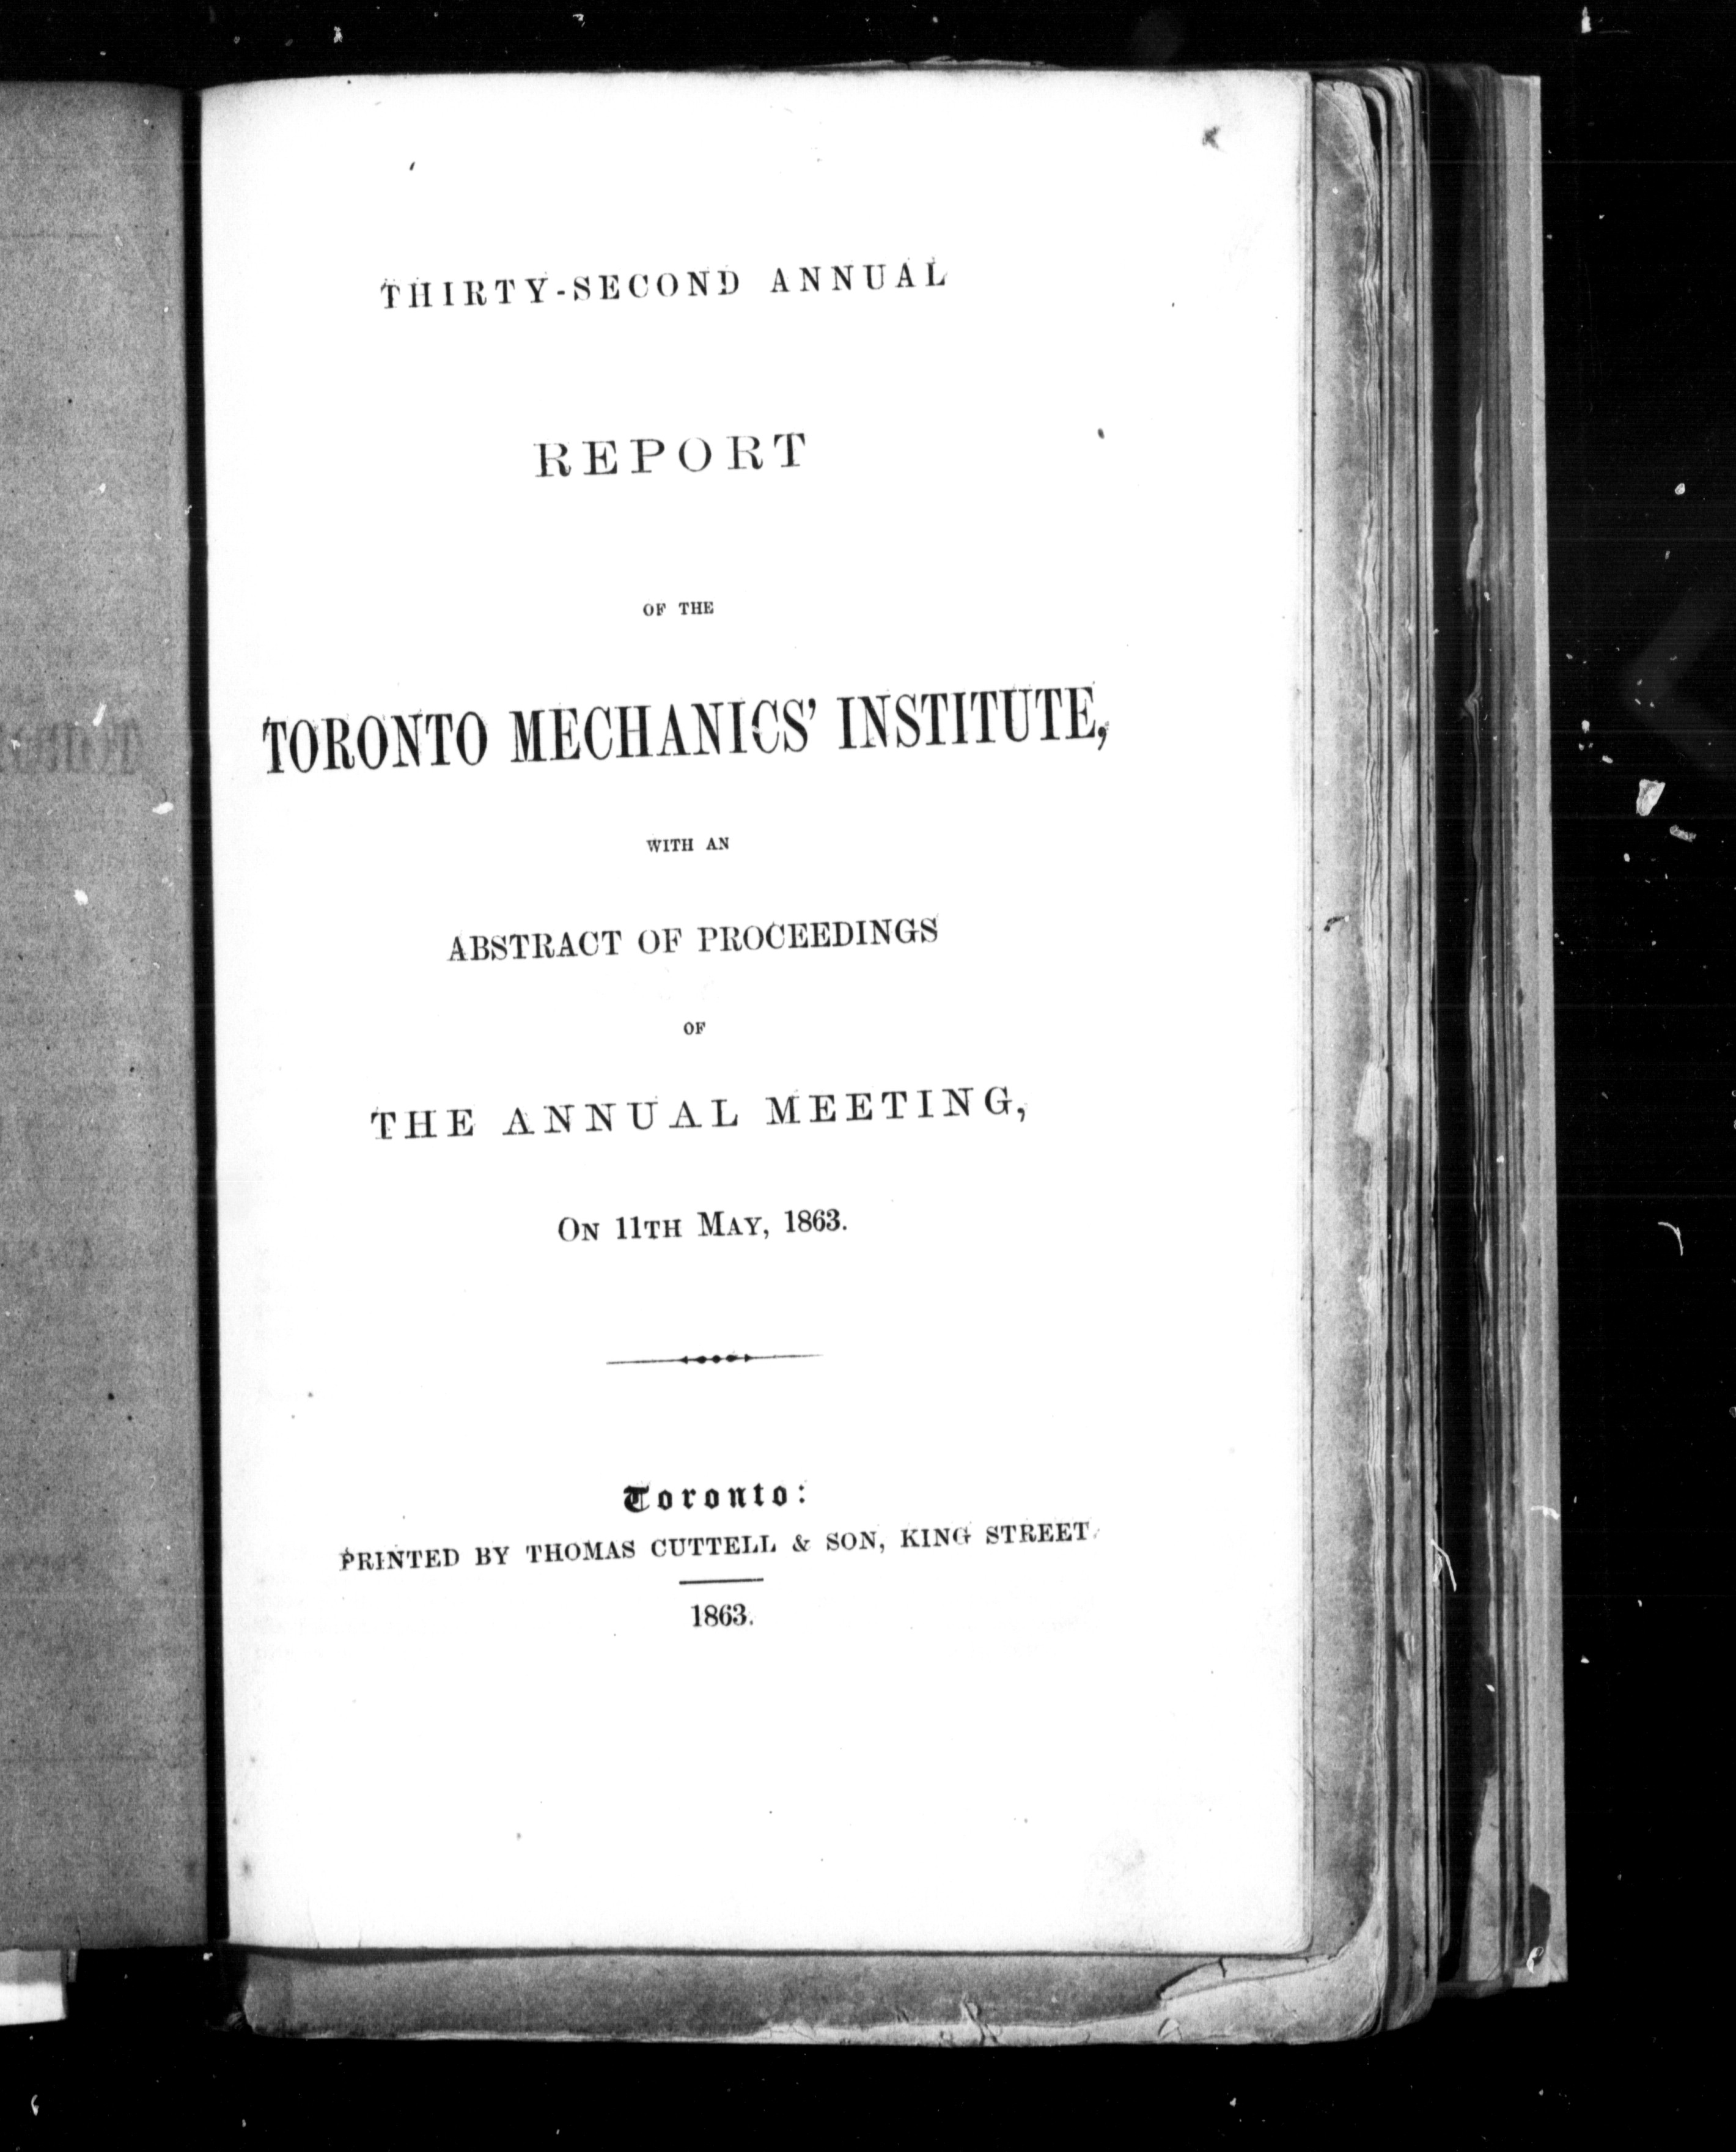 THIRTY-SECOND ANNUAL
REPORT
OF THE
TORONTO MECHANICS' INSTITUTE,
WITH AN
ABSTRACT OF PROCEEDINGS
OF
THE ANNUAL MEETING,
ON 11TH MAY, 1863.
Toronto:
PRINTED BY THOMAS CUTTELL & SON, KING STREET.
1863.